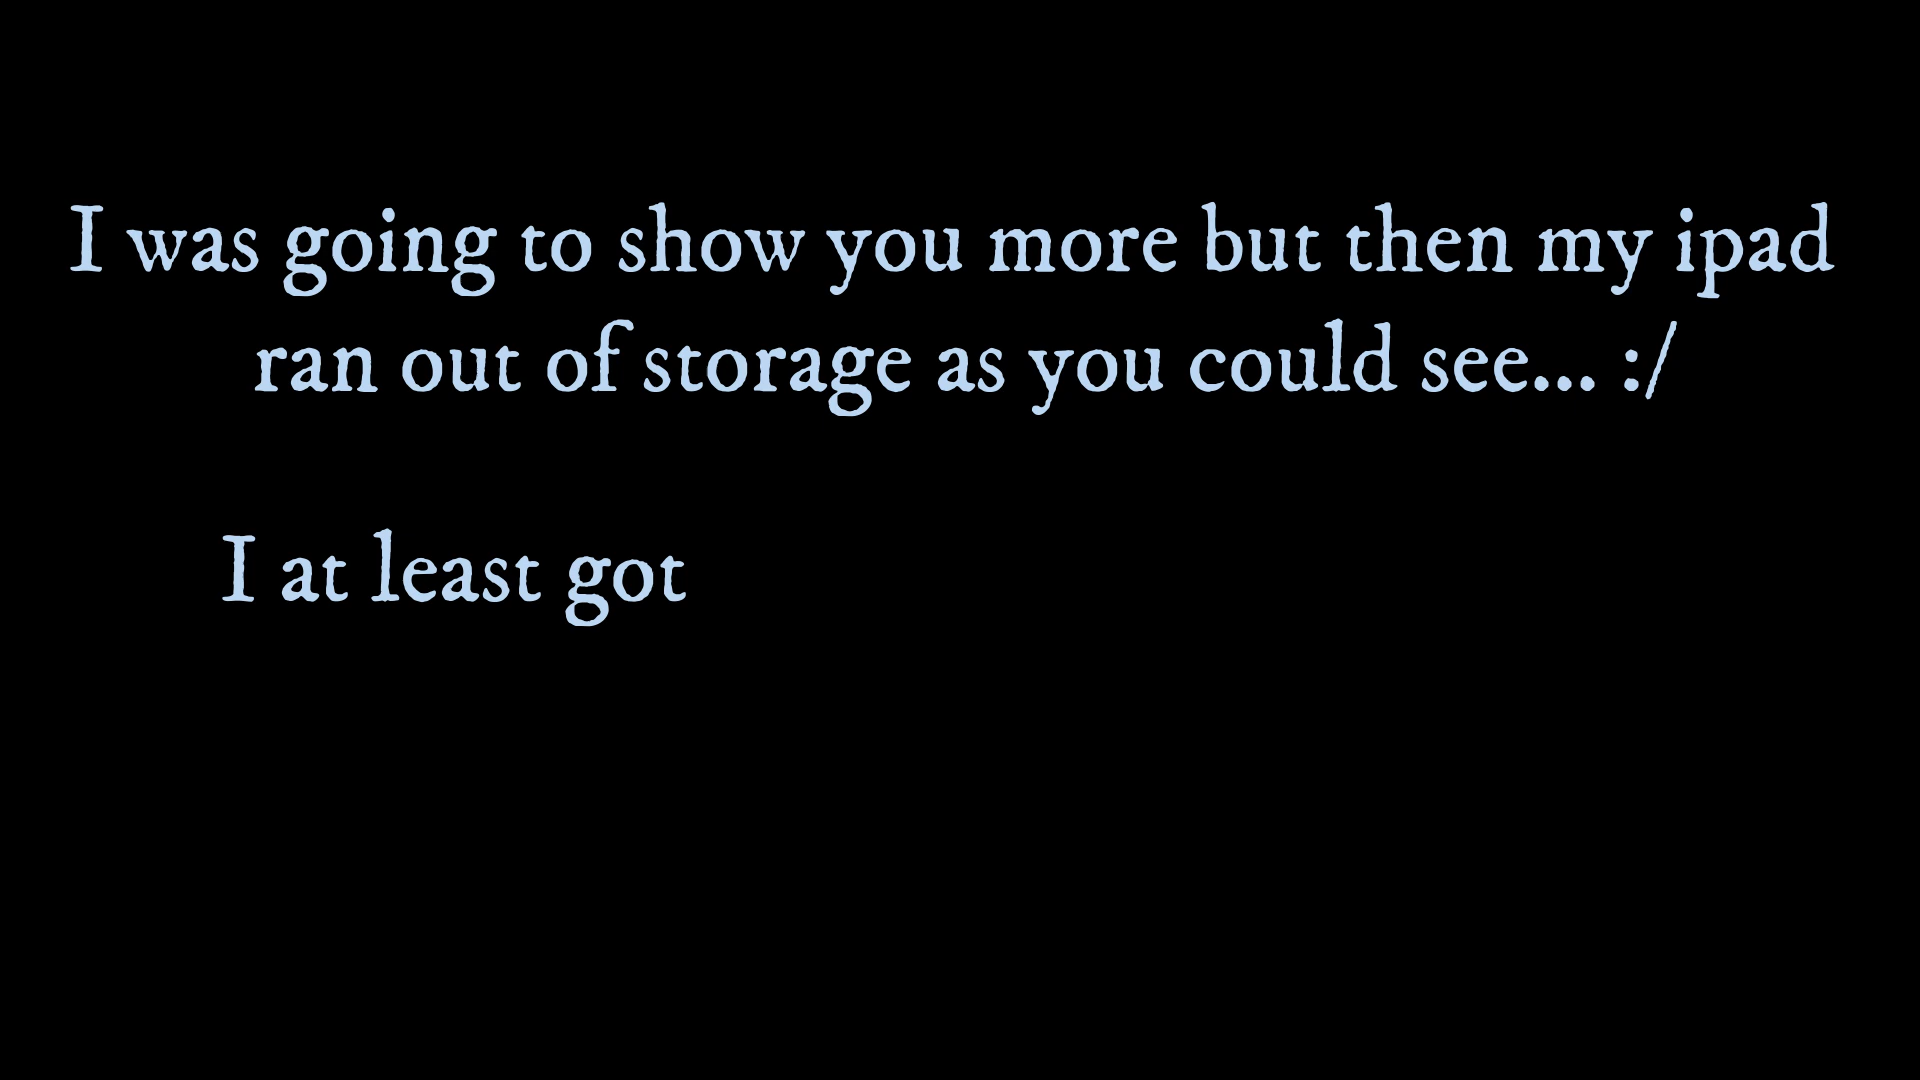 I was going to show you more but then my ipad
ran out of storage as you could see... :/
I at least got